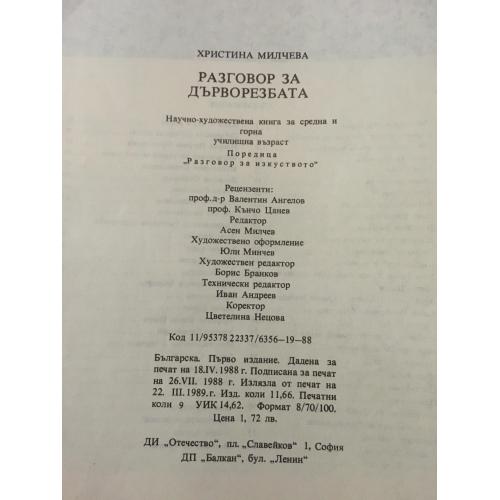 ХРИСТИНА МИЛЧЕВА
РАЗГОВОР ЗА
ДЪРВОРЕЗБАТА
Научно-художествена книга за средна и
горна
училищна възраст
Поредица
„Разговор за изкуството"
Рецензенти:
проф.д-р Валентин Ангелов
проф. Кънчо Цанев
Редактор
Асен Милчев
Художествено оформление
Юли Минчев
Художествен редактор
Борис Бранков
Технически редактор
Иван Андреев
Коректор
Цветелина Нецова
Код 11/95378 22337/6356-19-88
Българска. Първо издание. Дадена за
печат на 18.IV. 1988 г. Подписана за печат
на 26.VII. 1988 г. Излязла от печат на
22. III. 1989.г. Изд. коли 11,66. Печатни
коли 9 УИК 14,62. Формат 8/70/100.
Цена 1, 72 лв.
ДИ „Отечество", пл. „Славейков" 1, София
ДП „Балкан", бул. „Ленин"